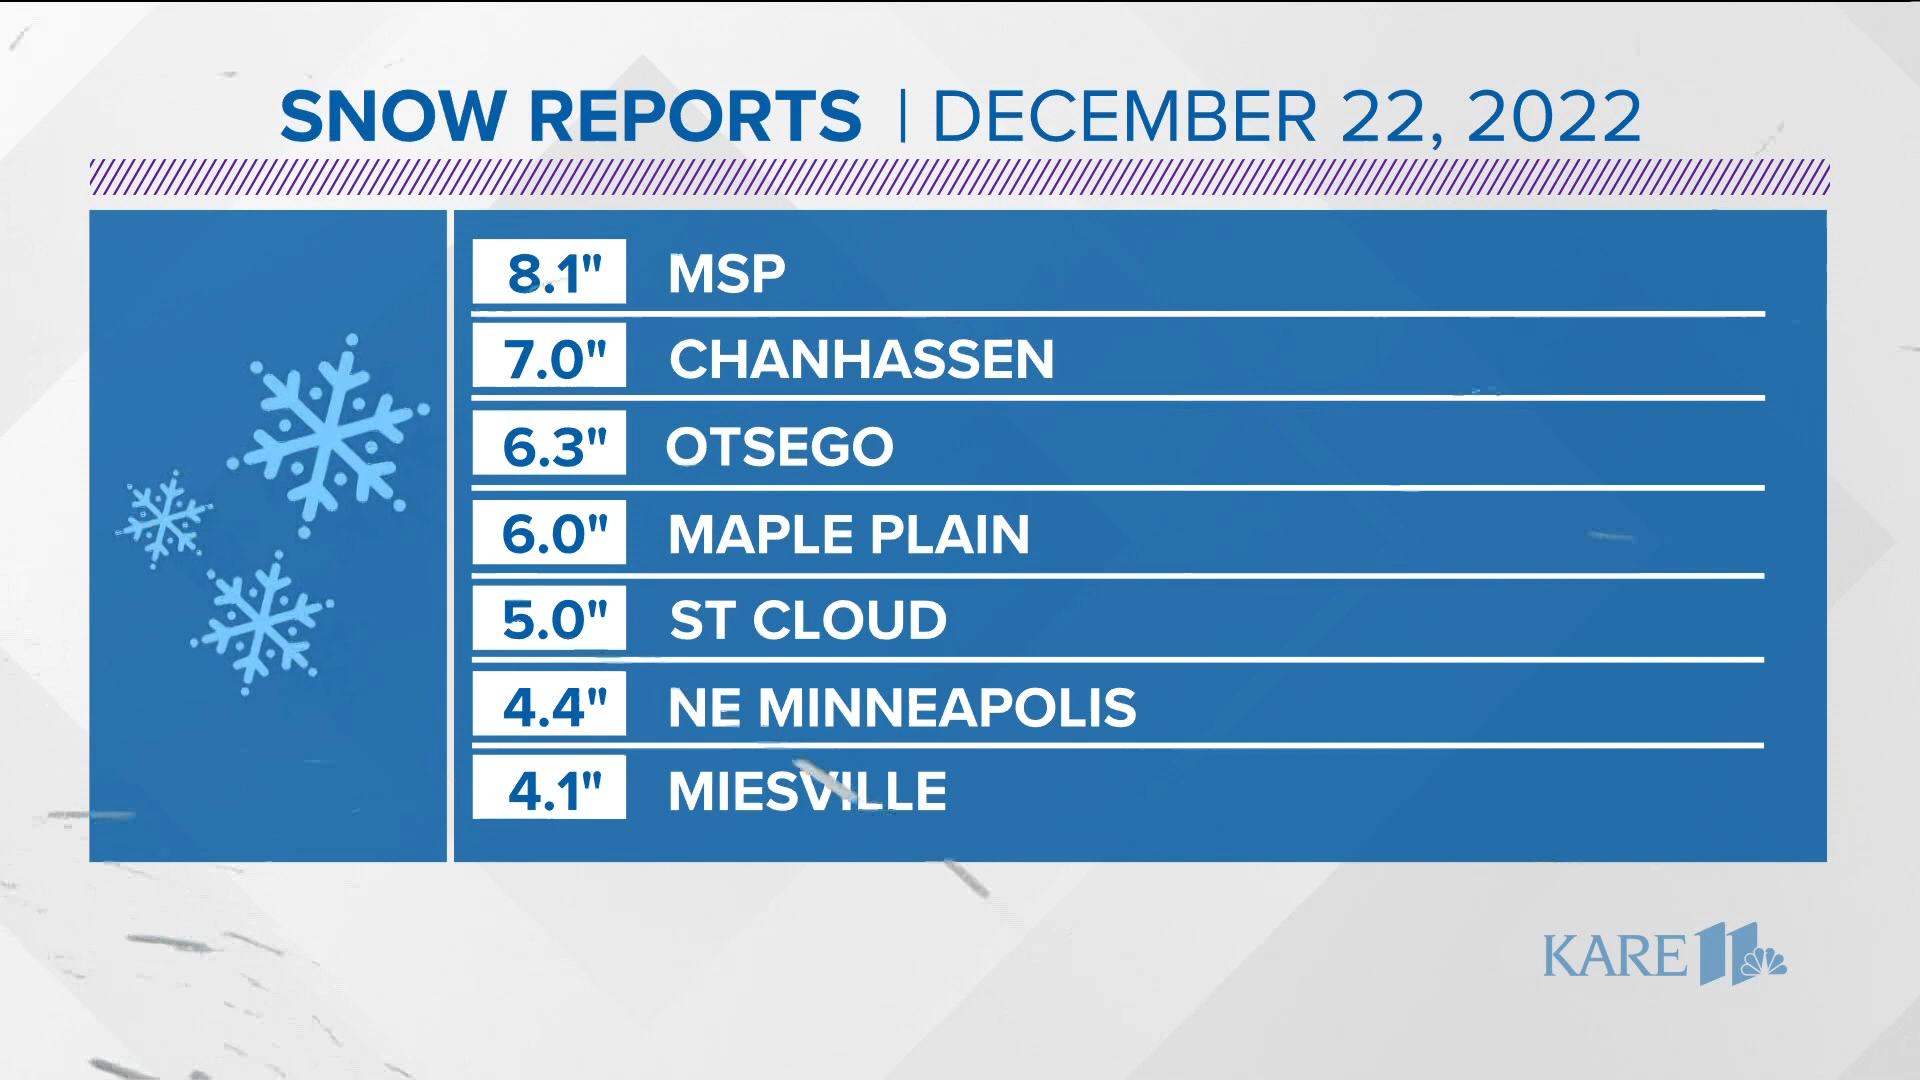 SNOW REPORTS | DECEMBER 22, 2022
8.1" MSP
7.0" CHANHASSEN
6.3" OTSEGO
6.0" MAPLE PLAIN
5.0" ST CLOUD
4.4" NE MINNEAPOLIS
4.1" MIESVILLE
KARE 11